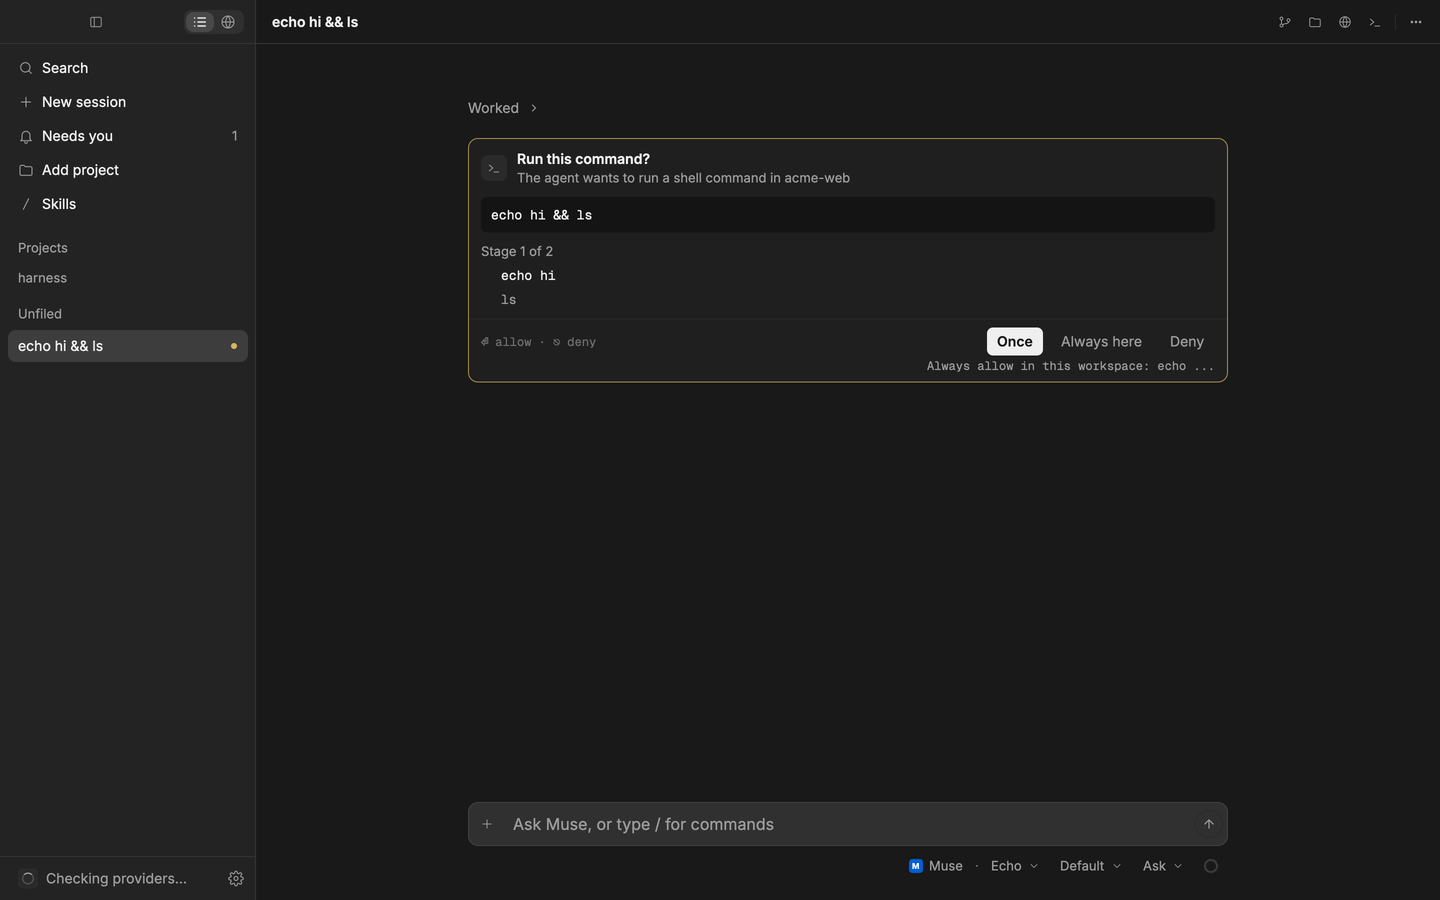 echo hi && ls
Search
New session
Needs you 1
Add project
/ Skills
Projects
harness
Unfiled
echo hi && ls
Checking providers...
Worked
Run this command?
The agent wants to run a shell command in acme-web
echo hi && ls
Stage 1 of 2
echo hi
ls
allow · deny
Once Always here Deny
Always allow in this workspace: echo ...
Ask Muse, or type / for commands
M Muse · Echo Default Ask